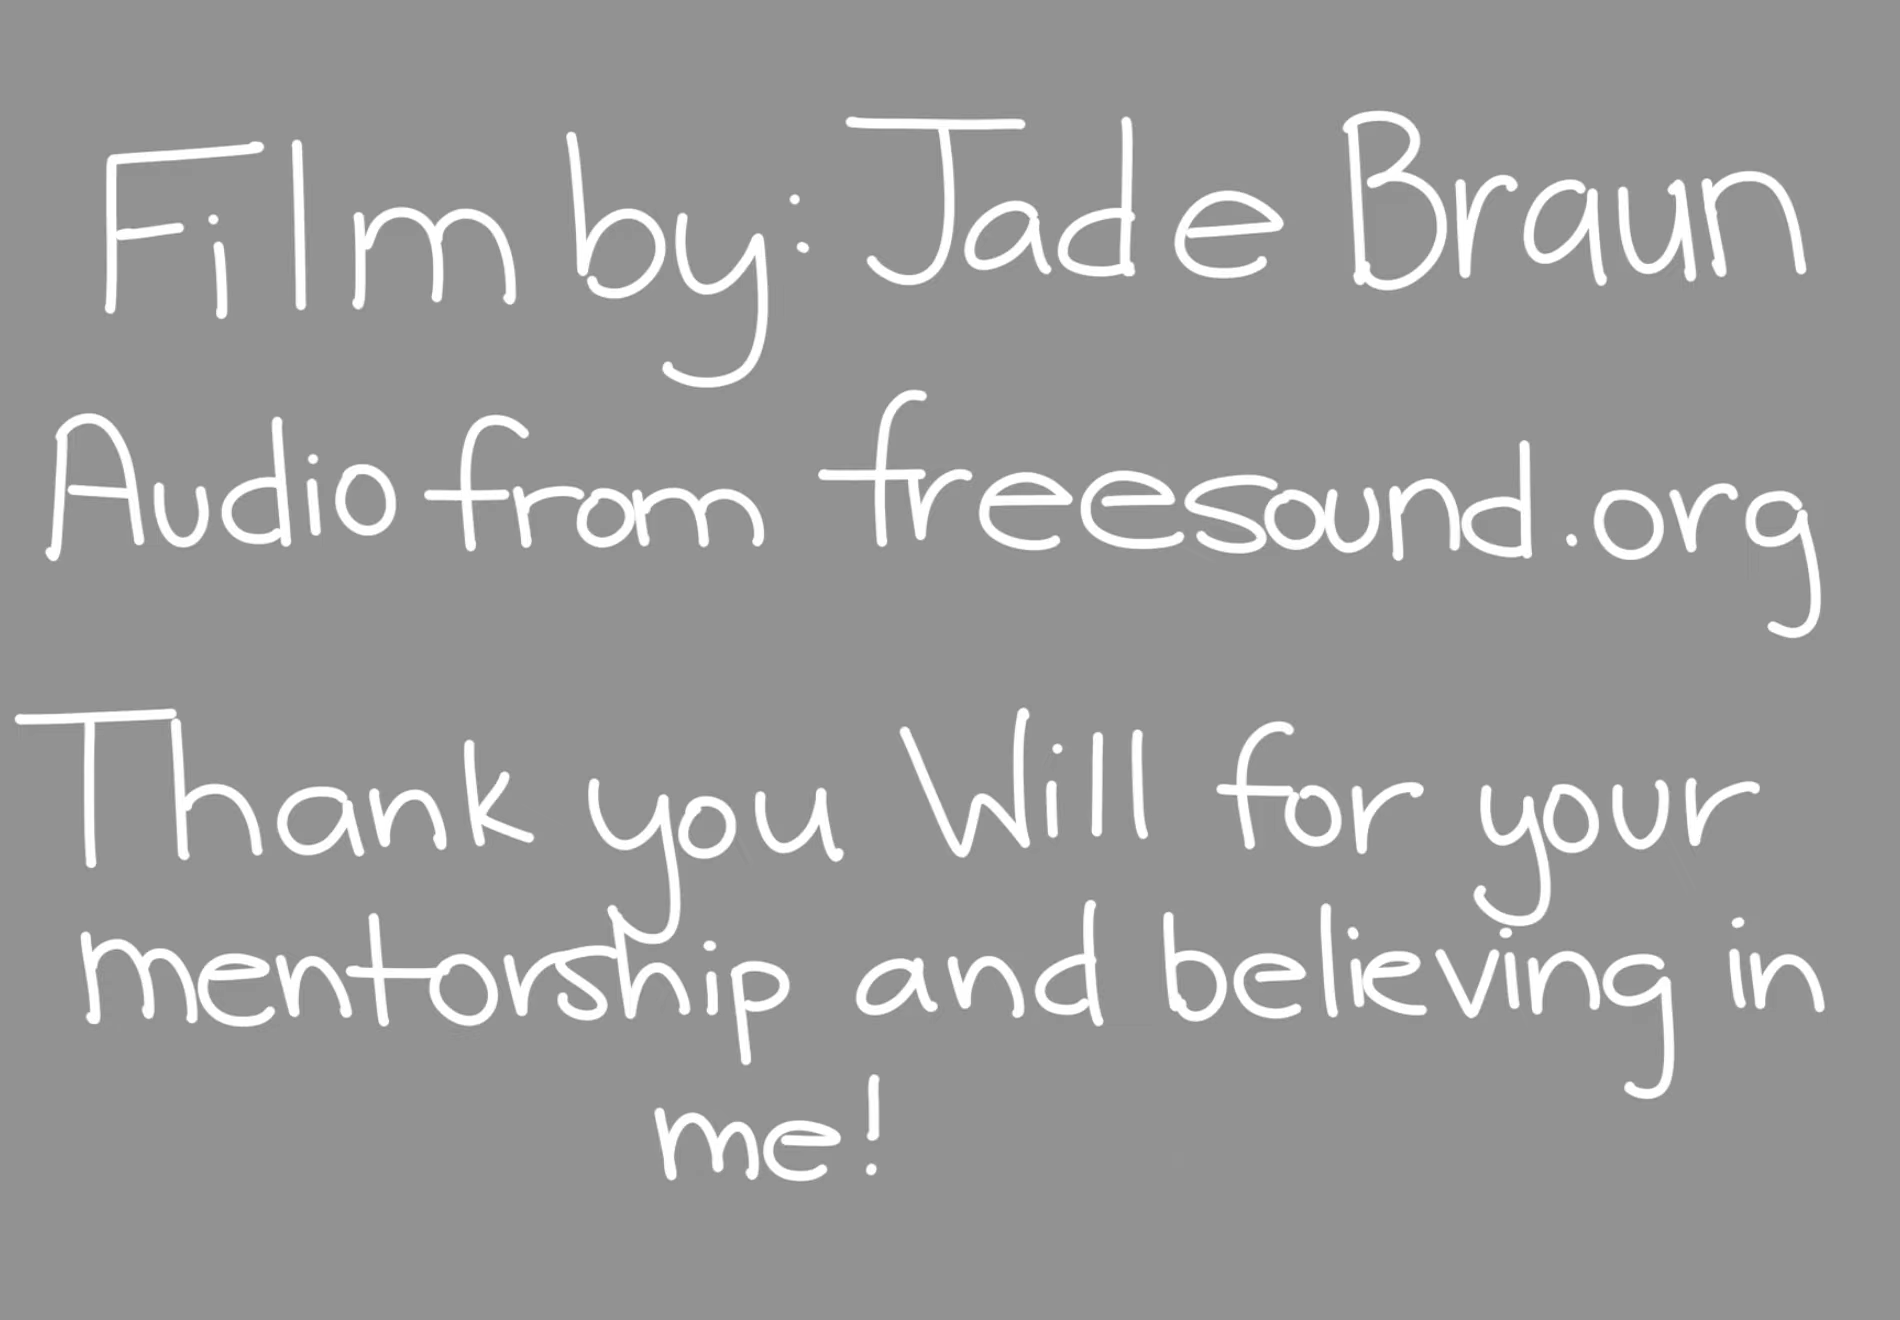 Film by: Jade Braun
Audio from freesound.org
Thank you Will for your
mentorship and believing in
me!